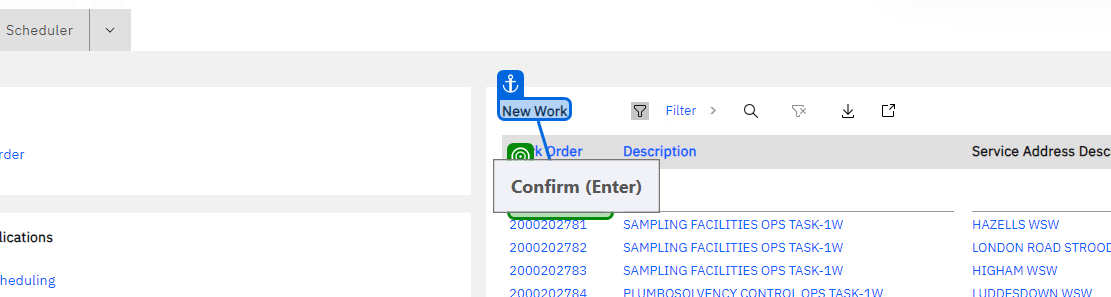 Scheduler
New Work
Filter
rder
k Order
Description
Service Address Desc
Confirm (Enter)
lications
2000202781 SAMPLING FACILITIES OPS TASK-1W HAZELLS WSW
2000202782 SAMPLING FACILITIES OPS TASK-1W LONDON ROAD STROOD
heduling
2000202783 SAMPLING FACILITIES OPS TASK-1W HIGHAM WSW
2000202784 PLUMBOSOLVENCY CONTROL OPS TASK-1W LUDDESDOWN WSW